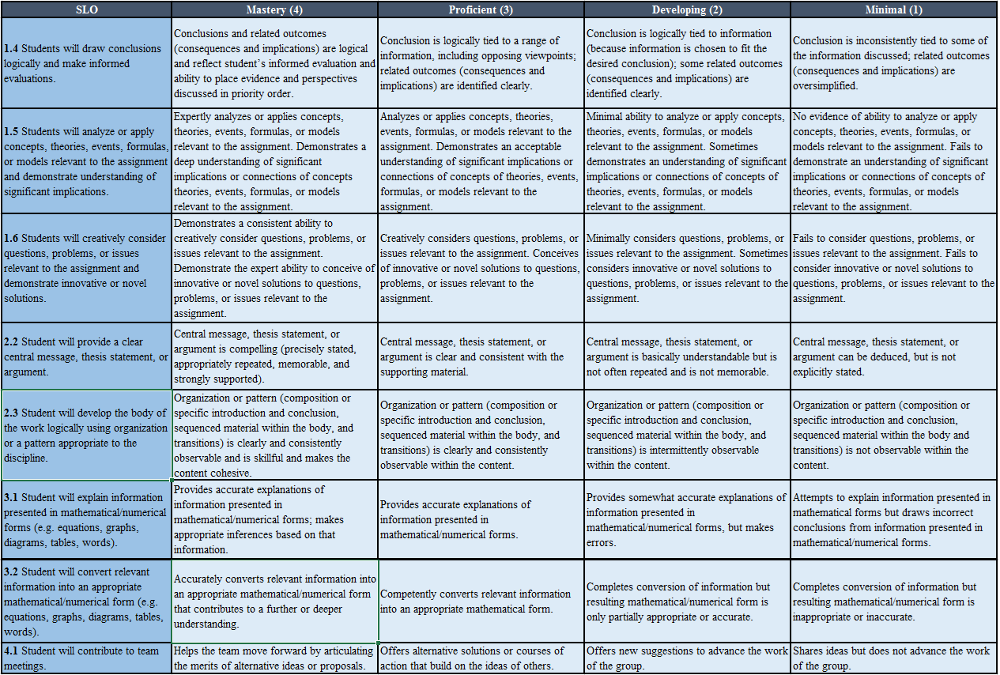 SLO
Mastery (4)
Proficient (3)
Developing (2)
Minimal (1)
1.4 Students will draw conclusions
logically and make informed
evaluations.
Conclusions and related outcomes
(consequences and implications) are logical
and reflect student's informed evaluation and
ability to place evidence and perspectives
discussed in priority order.
Conclusion is logically tied to a range of
information, including opposing viewpoints;
related outcomes (consequences and
implications) are identified clearly.
Conclusion is logically tied to information
(because information is chosen to fit the
desired conclusion); some related outcomes
(consequences and implications) are
identified clearly.
Conclusion is inconsistently tied to some of
the information discussed; related outcomes
(consequences and implications) are
oversimplified.
1.5 Students will analyze or apply
concepts, theories, events, formulas,
or models relevant to the assignment
and demonstrate understanding of
significant implications.
Expertly analyzes or applies concepts,
theories, events, formulas, or models
relevant to the assignment. Demonstrates a
deep understanding of significant
implications or connections of concepts
theories, events, formulas, or models
relevant to the assignment.
Analyzes or applies concepts, theories,
events, formulas, or models relevant to the
assignment. Demonstrates an acceptable
understanding of significant implications or
connections of concepts of theories, events,
formulas, or models relevant to the
assignment.
Minimal ability to analyze or apply concepts,
theories, events, formulas, or models
relevant to the assignment. Sometimes
demonstrates an understanding of significant
implications or connections of concepts of
theories, events, formulas, or models
relevant to the assignment.
No evidence of ability to analyze or apply
concepts, theories, events, formulas, or
models relevant to the assignment. Fails to
demonstrate an understanding of significant
implications or connections of concepts of
theories, events, formulas, or models
relevant to the assignment.
1.6 Students will creatively consider
questions, problems, or issues
relevant to the assignment and
demonstrate innovative or novel
solutions.
Demonstrates a consistent ability to
creatively consider questions, problems, or
issues relevant to the assignment.
Demonstrate the expert ability to conceive of
innovative or novel solutions to questions,
problems, or issues relevant to the
assignment.
Creatively considers questions, problems, or
issues relevant to the assignment. Conceives
of innovative or novel solutions to questions,
problems, or issues relevant to the
assignment.
Minimally considers questions, problems, or
issues relevant to the assignment. Sometimes
considers innovative or novel solutions to
questions, problems, or issues relevant to the
assignment.
Fails to consider questions, problems, or
issues relevant to the assignment. Fails to
consider innovative or novel solutions to
questions, problems, or issues relevant to the
assignment.
2.2 Student will provide a clear
central message, thesis statement, or
argument.
Central message, thesis statement, or
argument is compelling (precisely stated,
appropriately repeated, memorable, and
strongly supported).
Central message, thesis statement, or
argument is clear and consistent with the
supporting material.
Central message, thesis statement, or
argument is basically understandable but is
not often repeated and is not memorable.
Central message, thesis statement, or
argument can be deduced, but is not
explicitly stated.
2.3 Student will develop the body of
the work logically using organization
or a pattern appropriate to the
discipline.
Organization or pattern (composition or
specific introduction and conclusion,
sequenced material within the body, and
transitions) is clearly and consistently
observable and is skillful and makes the
content cohesive.
Organization or pattern (composition or
specific introduction and conclusion,
sequenced material within the body, and
transitions) is clearly and consistently
observable within the content.
Organization or pattern (composition or
specific introduction and conclusion,
sequenced material within the body, and
transitions) is intermittently observable
within the content.
Organization or pattern (composition or
specific introduction and conclusion,
sequenced material within the body and
transitions) is not observable within the
content.
3.1 Student will explain information
presented in mathematical/numerical
forms (e.g. equations, graphs,
diagrams, tables, words).
Provides accurate explanations of
information presented in
mathematical/numerical forms; makes
appropriate inferences based on that
information.
Provides accurate explanations of
information presented in
mathematical/numerical forms.
Provides somewhat accurate explanations of
information presented in
mathematical/numerical forms, but makes
errors.
Attempts to explain information presented in
mathematical forms but draws incorrect
conclusions from information presented in
mathematical/numerical forms.
3.2 Student will convert relevant
information into an appropriate
mathematical/numerical form (e.g.
equations, graphs, diagrams, tables,
words).
Accurately converts relevant information into
an appropriate mathematical/numerical form
that contributes to a further or deeper
understanding.
Competently converts relevant information
into an appropriate mathematical form.
Completes conversion of information but
resulting mathematical/numerical form is
only partially appropriate or accurate.
Completes conversion of information but
resulting mathematical/numerical form is
inappropriate or inaccurate.
4.1 Student will contribute to team
meetings.
Helps the team move forward by articulating
the merits of alternative ideas or proposals.
Offers alternative solutions or courses of
action that build on the ideas of others.
Offers new suggestions to advance the work
of the group.
Shares ideas but does not advance the work
of the group.